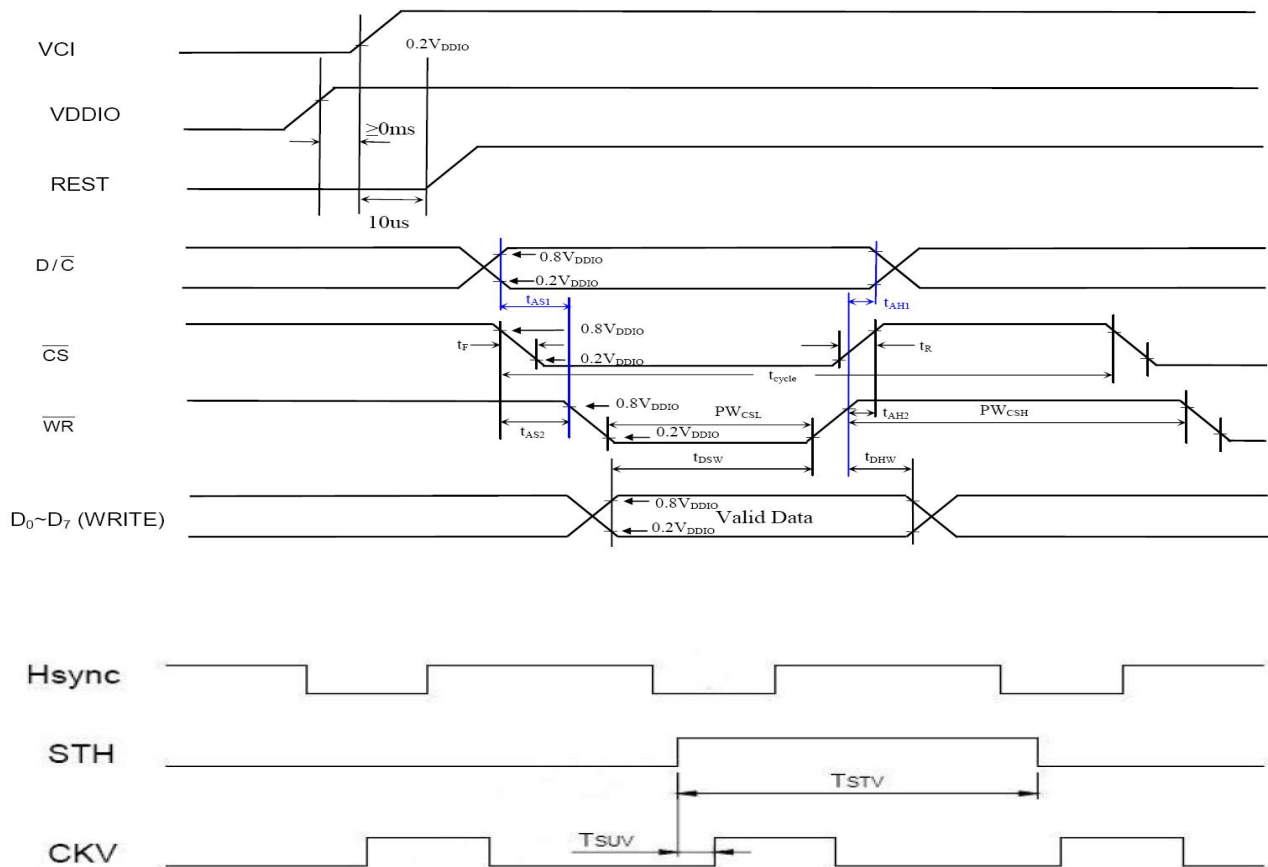 VCI
0.2VDDIO
VDDIO
≥0ms
REST
10us
D/C̅
0.8VDDIO
0.2VDDIO
tAS1
tAH1
C̅S̅
0.8VDDIO
tF
tR
0.2VDDIO
tcycle
W̅R̅
0.8VDDIO
PWCSL
PWCSH
tAS2
tAH2
0.2VDDIO
tDSW
tDHW
D0~D7 (WRITE)
0.8VDDIO
Valid Data
0.2VDDIO
Hsync
STH
TSTV
TSUV
CKV